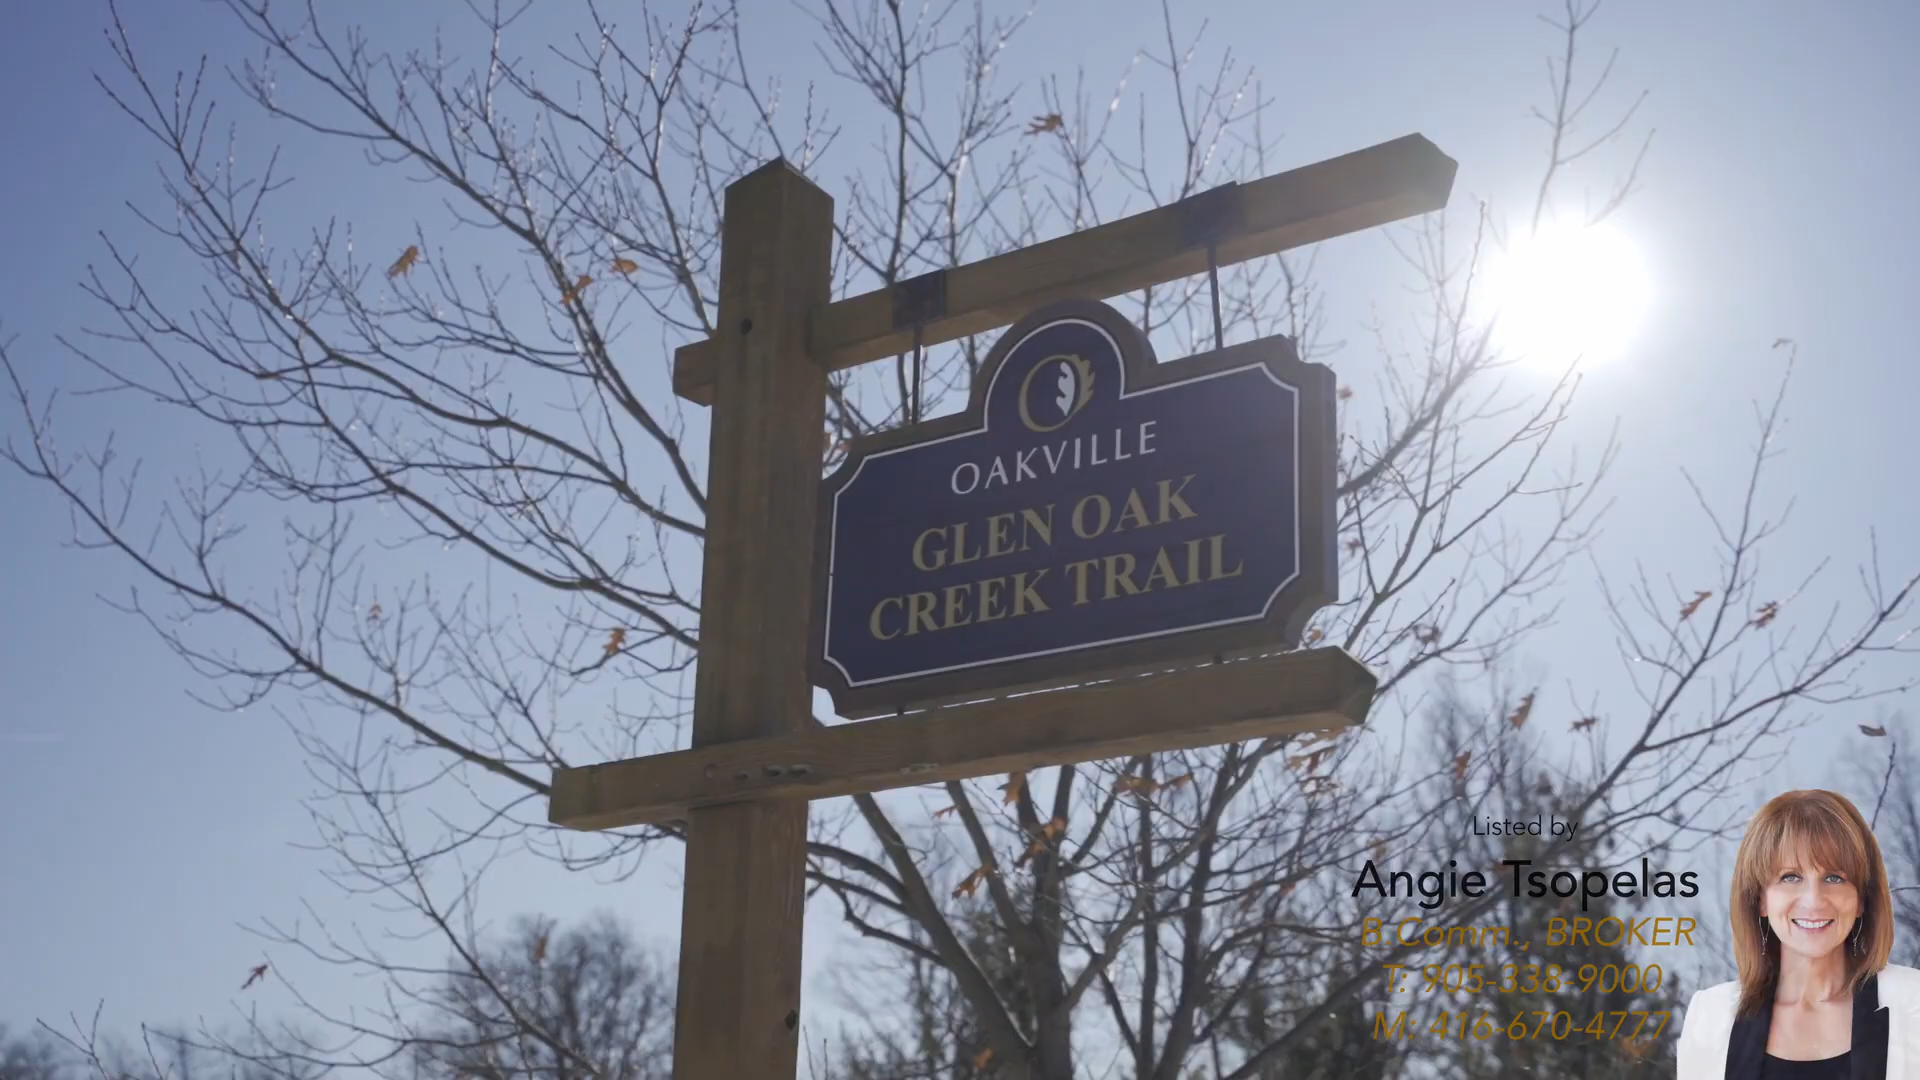 OAKVILLE
GLEN OAK
CREEK TRAIL
Listed by
Angie Tsopelas
B.Comm., BROKER
T: 905-338-9000
M: 416-670-4777